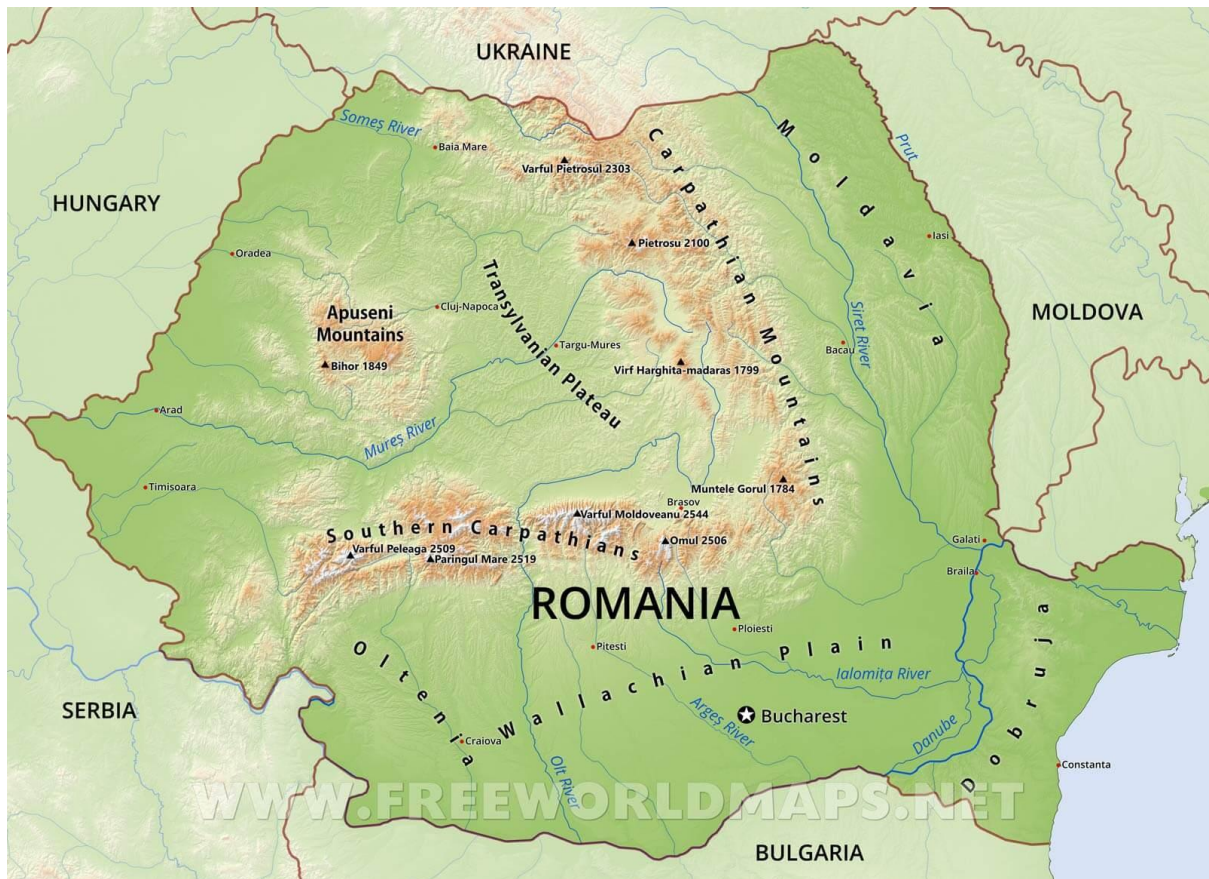 UKRAINE
Someş River
Baia Mare
Varful Pietrosul 2303
Carpathian Mountains
Moldavia
Prut
HUNGARY
Oradea
Pietrosu 2100
Iasi
Transylvanian Plateau
Apuseni
Mountains
Cluj-Napoca
Siret River
MOLDOVA
Targu-Mures
Bacau
Bihor 1849
Virf Harghita-madaras 1799
Arad
Mureş River
Timisoara
Muntele Gorul 1784
Brasov
Varful Moldoveanu 2544
Southern Carpathians
Omul 2506
Galati
Varful Peleaga 2509
Paringul Mare 2519
Braila
ROMANIA
Ploiesti
Pitesti
Oltenia
Wallachian Plain
Ialomiţa River
Dobruja
SERBIA
Argeş River
Bucharest
Danube
Craiova
Olt River
Constanta
WWW.FREEWORLDMAPS.NET
BULGARIA